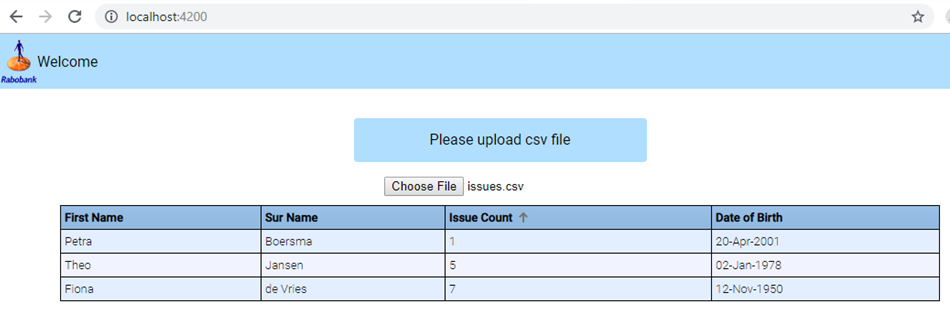 localhost:4200
Rabobank
Welcome
Please upload csv file
Choose File issues.csv
First Name Sur Name Issue Count ↑ Date of Birth
Petra Boersma 1 20-Apr-2001
Theo Jansen 5 02-Jan-1978
Fiona de Vries 7 12-Nov-1950